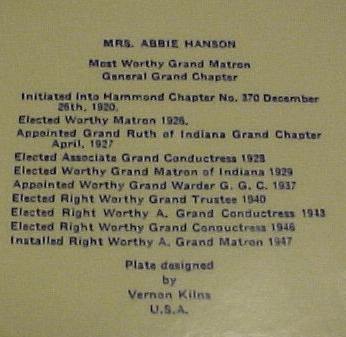 MRS. ABBIE HANSON
Most Worthy Grand Matron
General Grand Chapter
Initiated into Hammond Chapter No. 370 December
26th, 1920.
Elected Worthy Matron 1926.
Appointed Grand Ruth of Indiana Grand Chapter
April, 1927
Elected Associate Grand Conductress 1928
Elected Worthy Grand Matron of Indiana 1929
Appointed Worthy Grand Warder G. G. C. 1937
Elected Right Worthy Grand Trustee 1940
Elected Right Worthy A. Grand Conductress 1943
Elected Right Worthy Grand Conductress 1946
Installed Right Worthy A. Grand Matron 1947
Plate designed
by
Vernon Kilns
U.S.A.